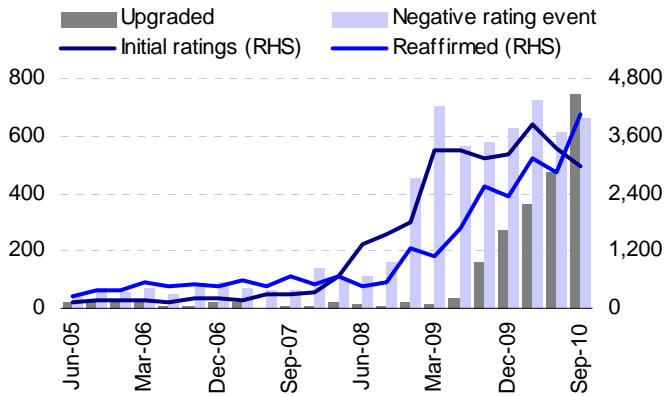 Upgraded Negative rating event
Initial ratings (RHS) Reaffirmed (RHS)
800 4,800
600 3,600
400 2,400
200 1,200
0 0
Jun-05 Mar-06 Dec-06 Sep-07 Jun-08 Mar-09 Dec-09 Sep-10